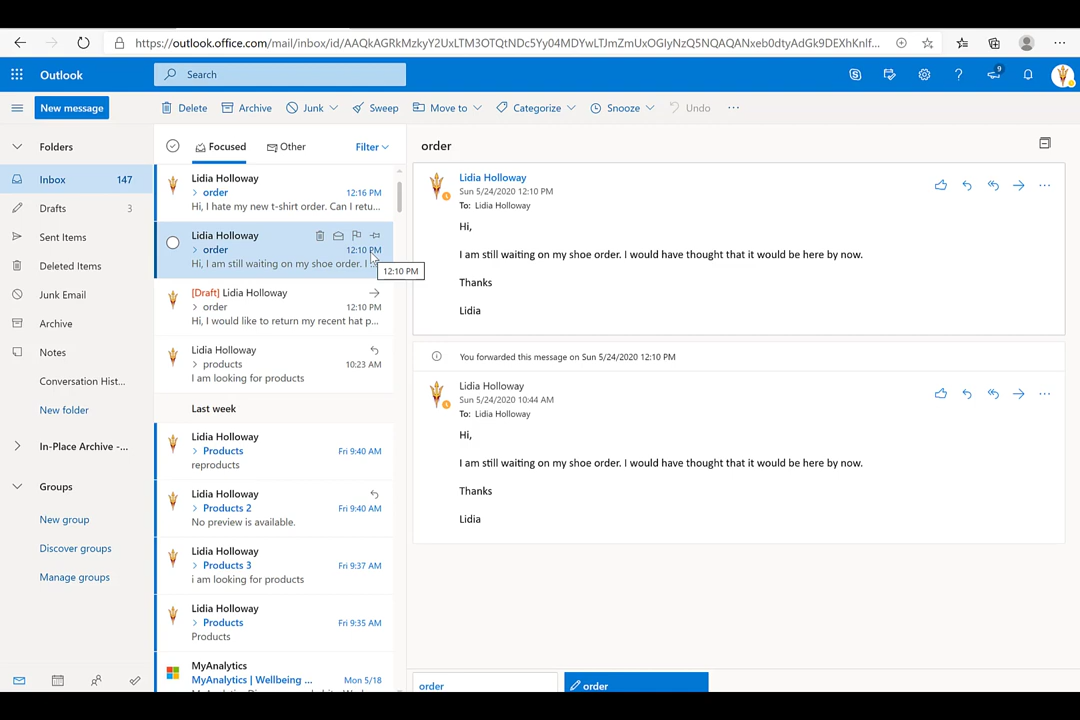 https://outlook.office.com/mail/inbox/id/AAQkAGRkMzkyY2UxLTM3OTQtNDc5Yy04MDYwLTJmZmUxOGIyNzQ5NQAQANxeb0dtyAdGk9DEXhKnlf...
Outlook
Search
9
New message
Delete
Archive
Junk
Sweep
Move to
Categorize
Snooze
Undo
Folders
Inbox 147
Drafts 3
Sent Items
Deleted Items
Junk Email
Archive
Notes
Conversation Hist...
New folder
In-Place Archive -...
Groups
New group
Discover groups
Manage groups
Focused
Other
Filter
Lidia Holloway
order 12:16 PM
Hi, I hate my new t-shirt order. Can I retu...
Lidia Holloway
order 12:10 PM
Hi, I am still waiting on my shoe order. I
12:10 PM
[Draft] Lidia Holloway
order 12:10 PM
Hi, I would like to return my recent hat p...
Lidia Holloway
products 10:23 AM
I am looking for products
Last week
Lidia Holloway
Products Fri 9:40 AM
reproducts
Lidia Holloway
Products 2 Fri 9:40 AM
No preview is available.
Lidia Holloway
Products 3 Fri 9:37 AM
i am looking for products
Lidia Holloway
Products Fri 9:35 AM
Products
MyAnalytics
MyAnalytics | Wellbeing ... Mon 5/18
order
Lidia Holloway
Sun 5/24/2020 12:10 PM
To: Lidia Holloway
Hi,
I am still waiting on my shoe order. I would have thought that it would be here by now.
Thanks
Lidia
You forwarded this message on Sun 5/24/2020 12:10 PM
Lidia Holloway
Sun 5/24/2020 10:44 AM
To: Lidia Holloway
Hi,
I am still waiting on my shoe order. I would have thought that it would be here by now.
Thanks
Lidia
order
order